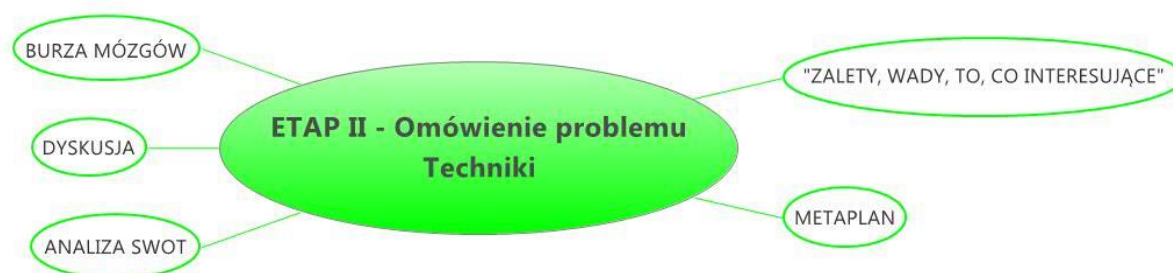 BURZA MÓZGÓW
DYSKUSJA
ANALIZA SWOT
ETAP II - Omówienie problemu
Techniki
"ZALETY, WADY, TO, CO INTERESUJĄCE"
METAPLAN